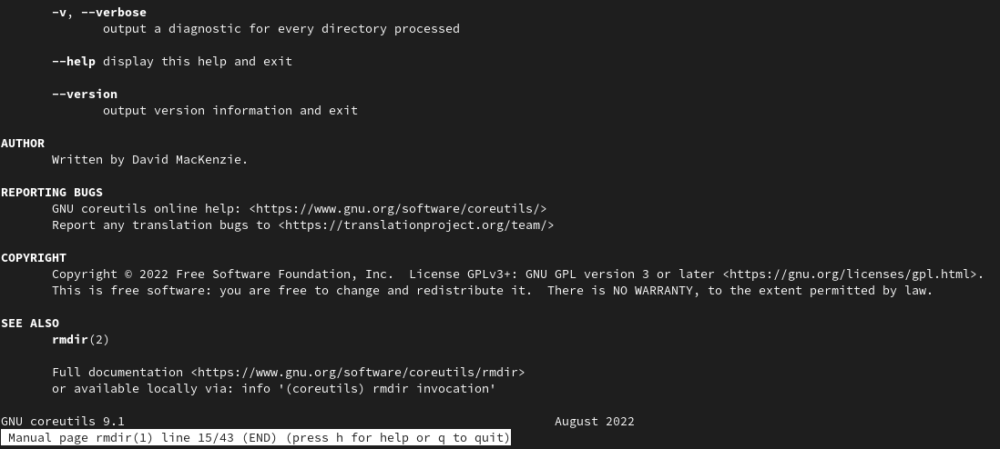 -v, --verbose
output a diagnostic for every directory processed
--help display this help and exit
--version
output version information and exit
AUTHOR
Written by David MacKenzie.
REPORTING BUGS
GNU coreutils online help: <https://www.gnu.org/software/coreutils/>
Report any translation bugs to <https://translationproject.org/team/>
COPYRIGHT
Copyright © 2022 Free Software Foundation, Inc.  License GPLv3+: GNU GPL version 3 or later <https://gnu.org/licenses/gpl.html>.
This is free software: you are free to change and redistribute it.  There is NO WARRANTY, to the extent permitted by law.
SEE ALSO
rmdir(2)
Full documentation <https://www.gnu.org/software/coreutils/rmdir>
or available locally via: info '(coreutils) rmdir invocation'
GNU coreutils 9.1 August 2022
Manual page rmdir(1) line 15/43 (END) (press h for help or q to quit)